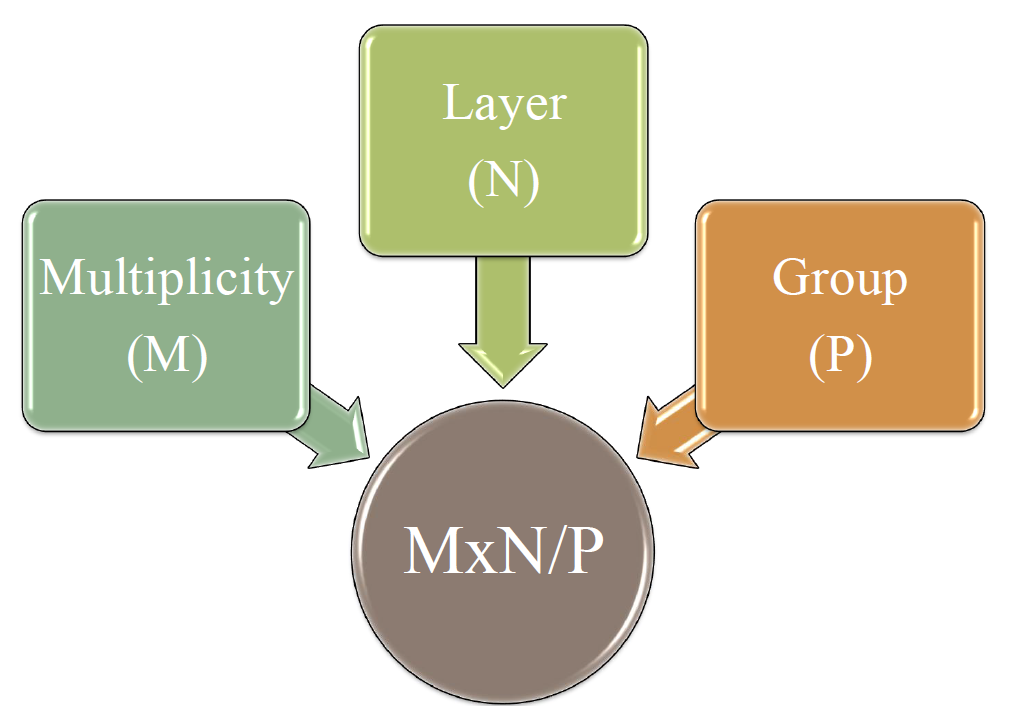 Layer
(N)
Multiplicity
(M)
Group
(P)
MxN/P